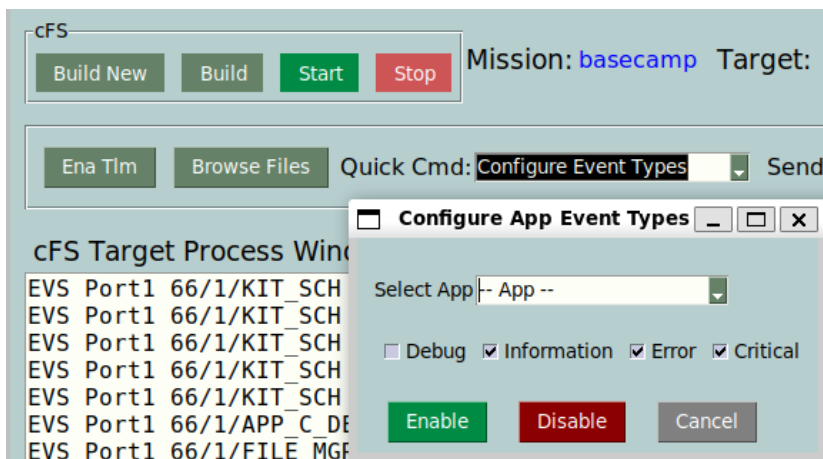 cFS
Build New Build Start Stop Mission: basecamp Target:
Ena Tlm Browse Files Quick Cmd: Configure Event Types Send
Configure App Event Types
cFS Target Process
Select App -- App --
EVS Port1 66/1/KIT_SCH
EVS Port1 66/1/KIT_SCH
EVS Port1 66/1/KIT_SCH
Debug Information Error Critical
EVS Port1 66/1/KIT_SCH
EVS Port1 66/1/KIT_SCH
EVS Port1 66/1/APP_C_DE
Enable Disable Cancel
EVS Port1 66/1/FILE_MGR